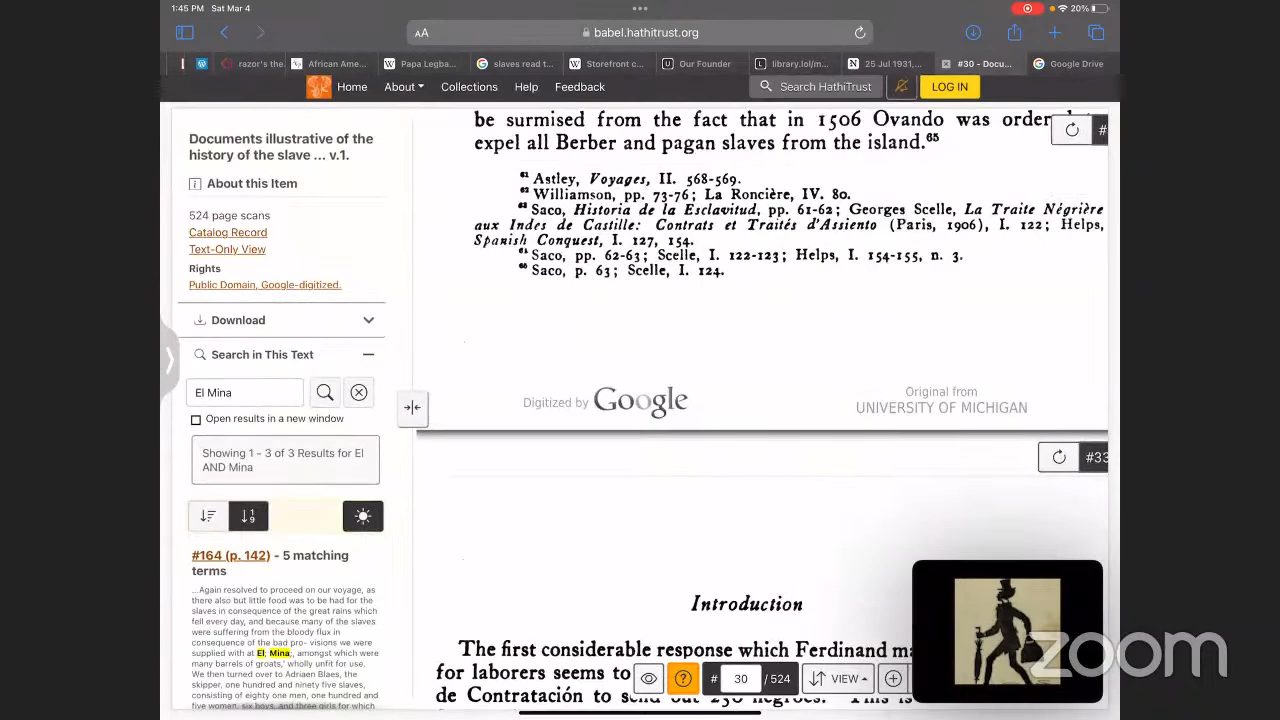 1:45 PM Sat Mar 4
20%
AA
babel.hathitrust.org
razor's the
African Ame...
Papa Legba...
slaves read t...
Storefront c...
Our Founder
library.lol/m...
25 Jul 1931,...
#30 - Docu...
Google Drive
Home About Collections Help Feedback
Search HathiTrust
LOG IN
Documents illustrative of the
history of the slave ... v.1.
About this Item
524 page scans
Catalog Record
Text-Only View
Rights
Public Domain, Google-digitized.
Download
Search in This Text
El Mina
Open results in a new window
Showing 1 - 3 of 3 Results for El
AND Mina
#164 (p. 142) - 5 matching
terms
...Again resolved to proceed on our voyage, as
there also but little food was to be had for the
slaves in consequence of the great rains which
fell every day, and because many of the slaves
were suffering from the bloody flux in
consequence of the bad pro- visions we were
supplied with at El; Mina,, amongst which were
many barrels of groats,' wholly unfit for use.
We then turned over to Adriaen Blaes, the
skipper, one hundred and ninety five slaves,
consisting of eighty one men, one hundred and
five women, six boys, and three girls for which
be surmised from the fact that in 1506 Ovando was order
expel all Berber and pagan slaves from the island.65
61 Astley, Voyages, II. 568-569.
62 Williamson, pp. 73-76; La Roncière, IV. 80.
63 Saco, Historia de la Esclavitud, pp. 61-62; Georges Scelle, La Traite Négrière
aux Indes de Castille: Contrats et Traités d'Assiento (Paris, 1906), I. 122; Helps,
Spanish Conquest, I. 127, 154.
64 Saco, pp. 62-63; Scelle, I. 122-123; Helps, I. 154-155, n. 3.
65 Saco, p. 63; Scelle, I. 124.
#
Digitized by Google
Original from
UNIVERSITY OF MICHIGAN
#33
Introduction
The first considerable response which Ferdinand ma
for laborers seems to
de Contratación to
# 30 / 524
VIEW
zoom